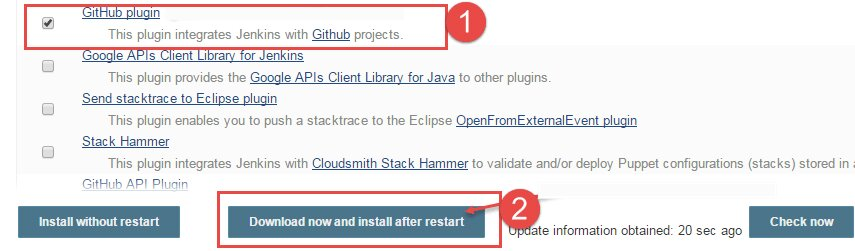 GitHub plugin
1
This plugin integrates Jenkins with Github projects.
Google APIs Client Library for Jenkins
This plugin provides the Google APIs Client Library for Java to other plugins.
Send stacktrace to Eclipse plugin
This plugin enables you to push a stacktrace to the Eclipse OpenFromExternalEvent plugin
Stack Hammer
This plugin integrates Jenkins with Cloudsmith Stack Hammer to validate and/or deploy Puppet configurations (stacks) stored in a
GitHub API Plugin
2
Install without restart
Download now and install after restart
Update information obtained: 20 sec ago
Check now